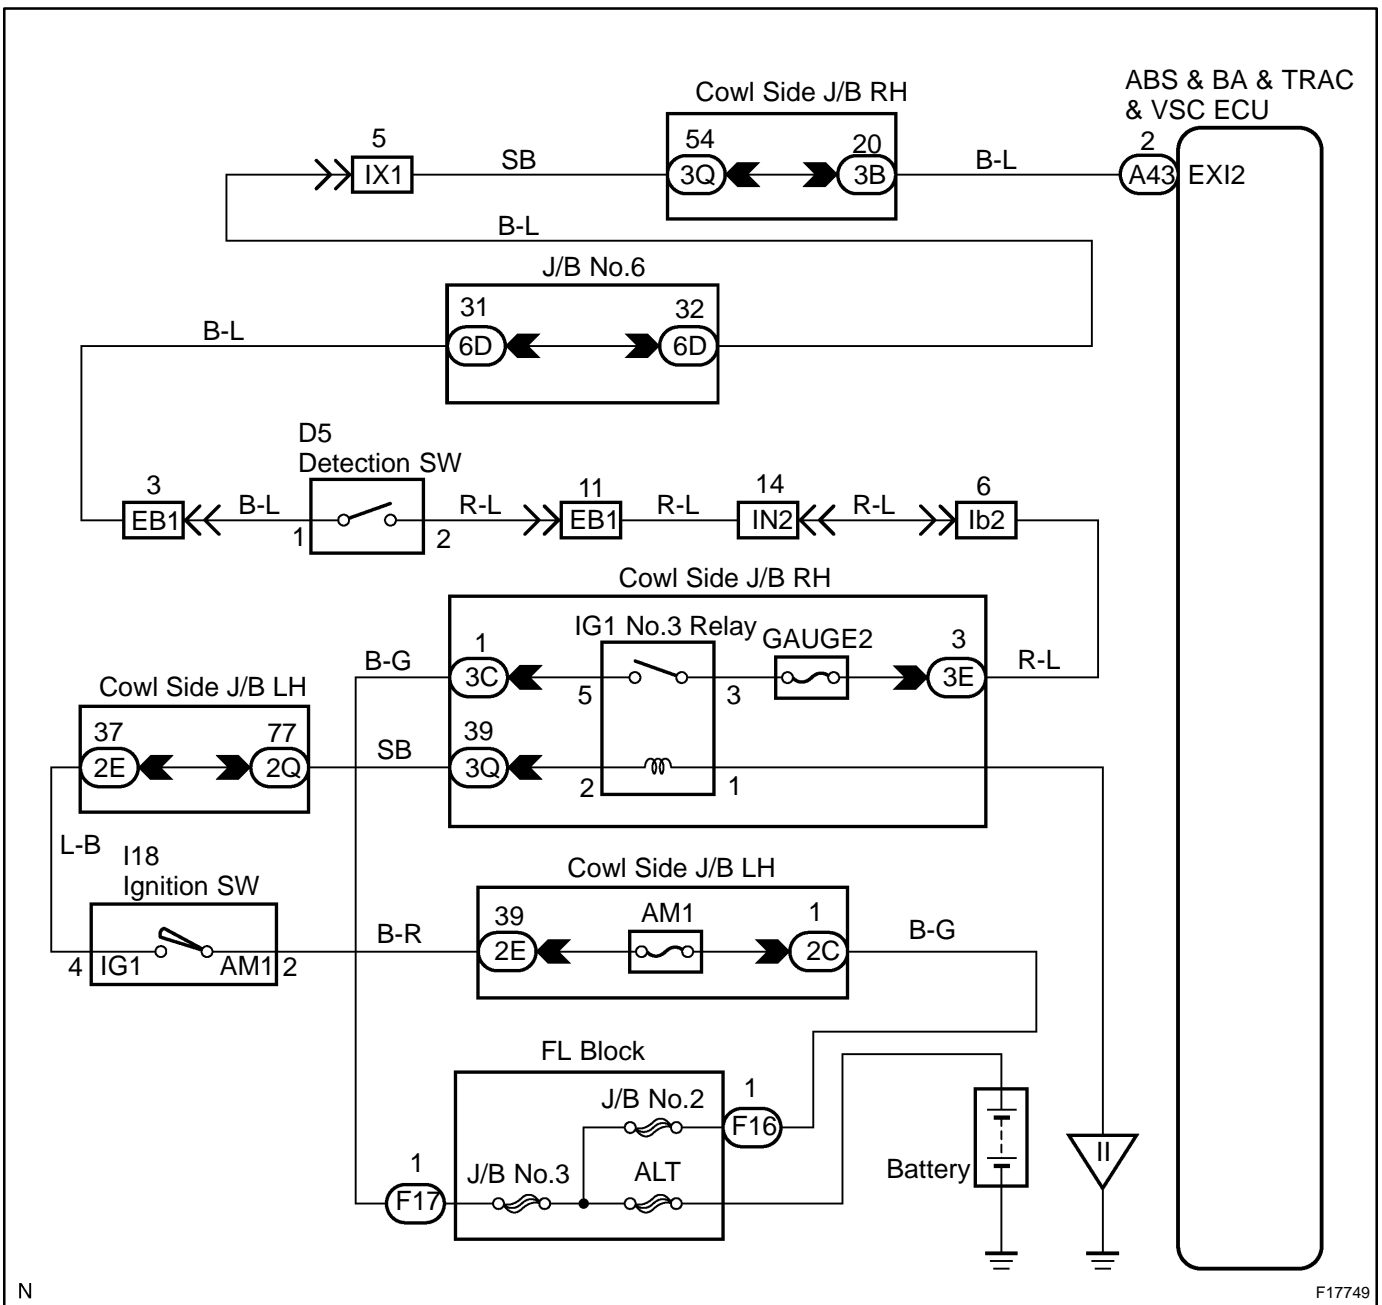 ABS & BA & TRAC
& VSC ECU
Cowl Side J/B RH
5
54
20
2
IX1
SB
3Q
3B
B-L
A43
EXI2
B-L
J/B No.6
31
32
B-L
6D
6D
D5
Detection SW
3
11
14
6
EB1
B-L
R-L
EB1
R-L
IN2
R-L
Ib2
1
2
Cowl Side J/B RH
IG1 No.3 Relay
GAUGE2
1
3
B-G
3C
5
3
3E
R-L
Cowl Side J/B LH
37
77
39
2E
2Q
SB
3Q
2
1
L-B
I18
Ignition SW
Cowl Side J/B LH
39
AM1
1
B-R
2E
2C
B-G
4
IG1
AM1
2
FL Block
J/B No.2
1
F16
1
J/B No.3
ALT
Battery
II
F17
N
F17749